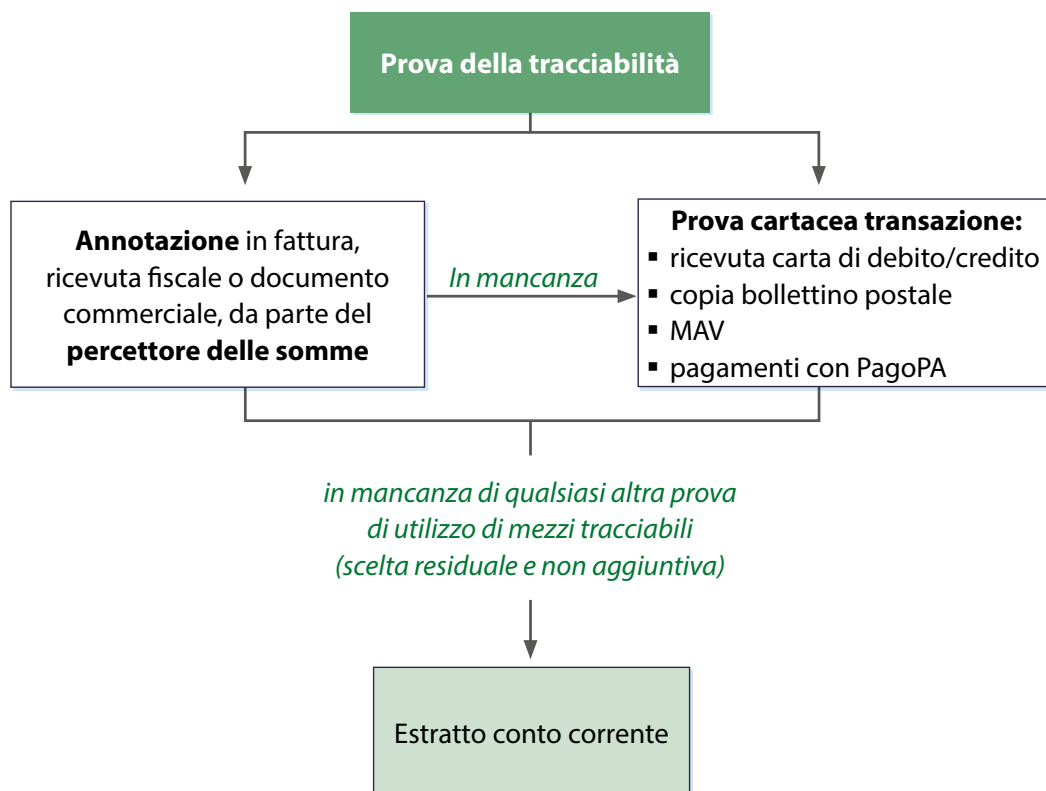 Prova della tracciabilità
Annotazione in fattura,
ricevuta fiscale o documento
commerciale, da parte del
percettore delle somme
In mancanza
Prova cartacea transazione:
▪ ricevuta carta di debito/credito
▪ copia bollettino postale
▪ MAV
▪ pagamenti con PagoPA
in mancanza di qualsiasi altra prova
di utilizzo di mezzi tracciabili
(scelta residuale e non aggiuntiva)
Estratto conto corrente